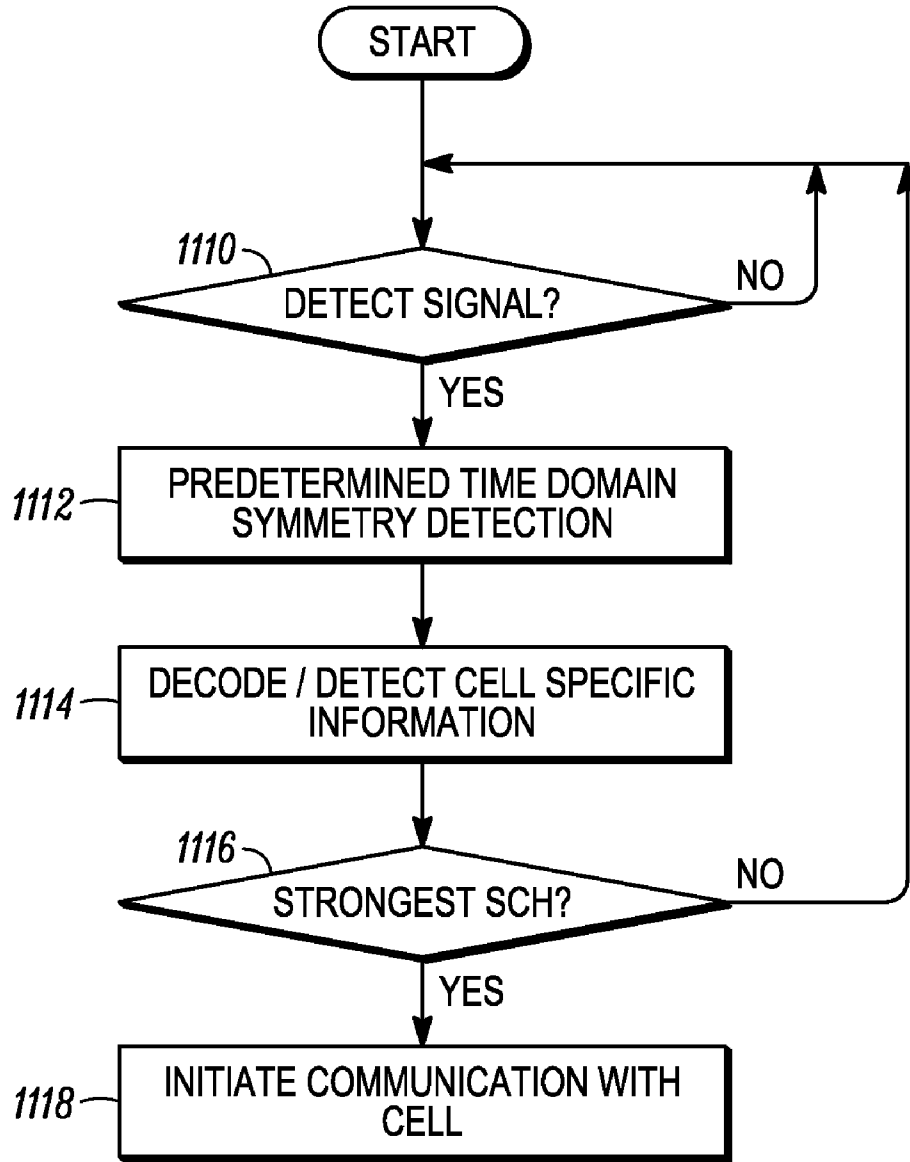 START
1110
DETECT SIGNAL?
NO
YES
1112
PREDETERMINED TIME DOMAIN
SYMMETRY DETECTION
1114
DECODE / DETECT CELL SPECIFIC
INFORMATION
1116
STRONGEST SCH?
NO
YES
1118
INITIATE COMMUNICATION WITH
CELL